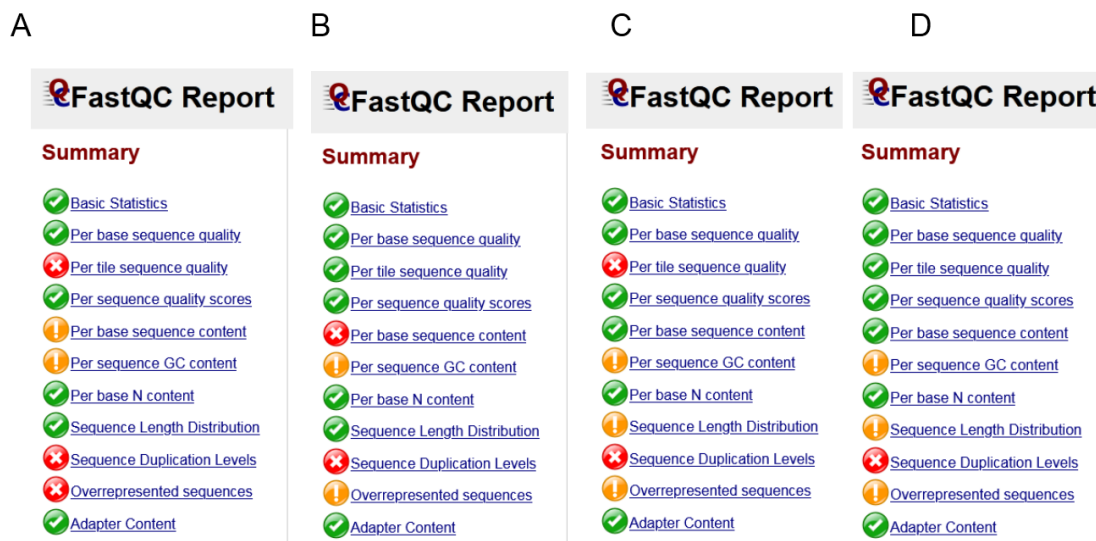 A
B
C
D
FastQC Report
Summary
Basic Statistics
Per base sequence quality
Per tile sequence quality
Per sequence quality scores
Per base sequence content
Per sequence GC content
Per base N content
Sequence Length Distribution
Sequence Duplication Levels
Overrepresented sequences
Adapter Content
FastQC Report
Summary
Basic Statistics
Per base sequence quality
Per tile sequence quality
Per sequence quality scores
Per base sequence content
Per sequence GC content
Per base N content
Sequence Length Distribution
Sequence Duplication Levels
Overrepresented sequences
Adapter Content
FastQC Report
Summary
Basic Statistics
Per base sequence quality
Per tile sequence quality
Per sequence quality scores
Per base sequence content
Per sequence GC content
Per base N content
Sequence Length Distribution
Sequence Duplication Levels
Overrepresented sequences
Adapter Content
FastQC Report
Summary
Basic Statistics
Per base sequence quality
Per tile sequence quality
Per sequence quality scores
Per base sequence content
Per sequence GC content
Per base N content
Sequence Length Distribution
Sequence Duplication Levels
Overrepresented sequences
Adapter Content